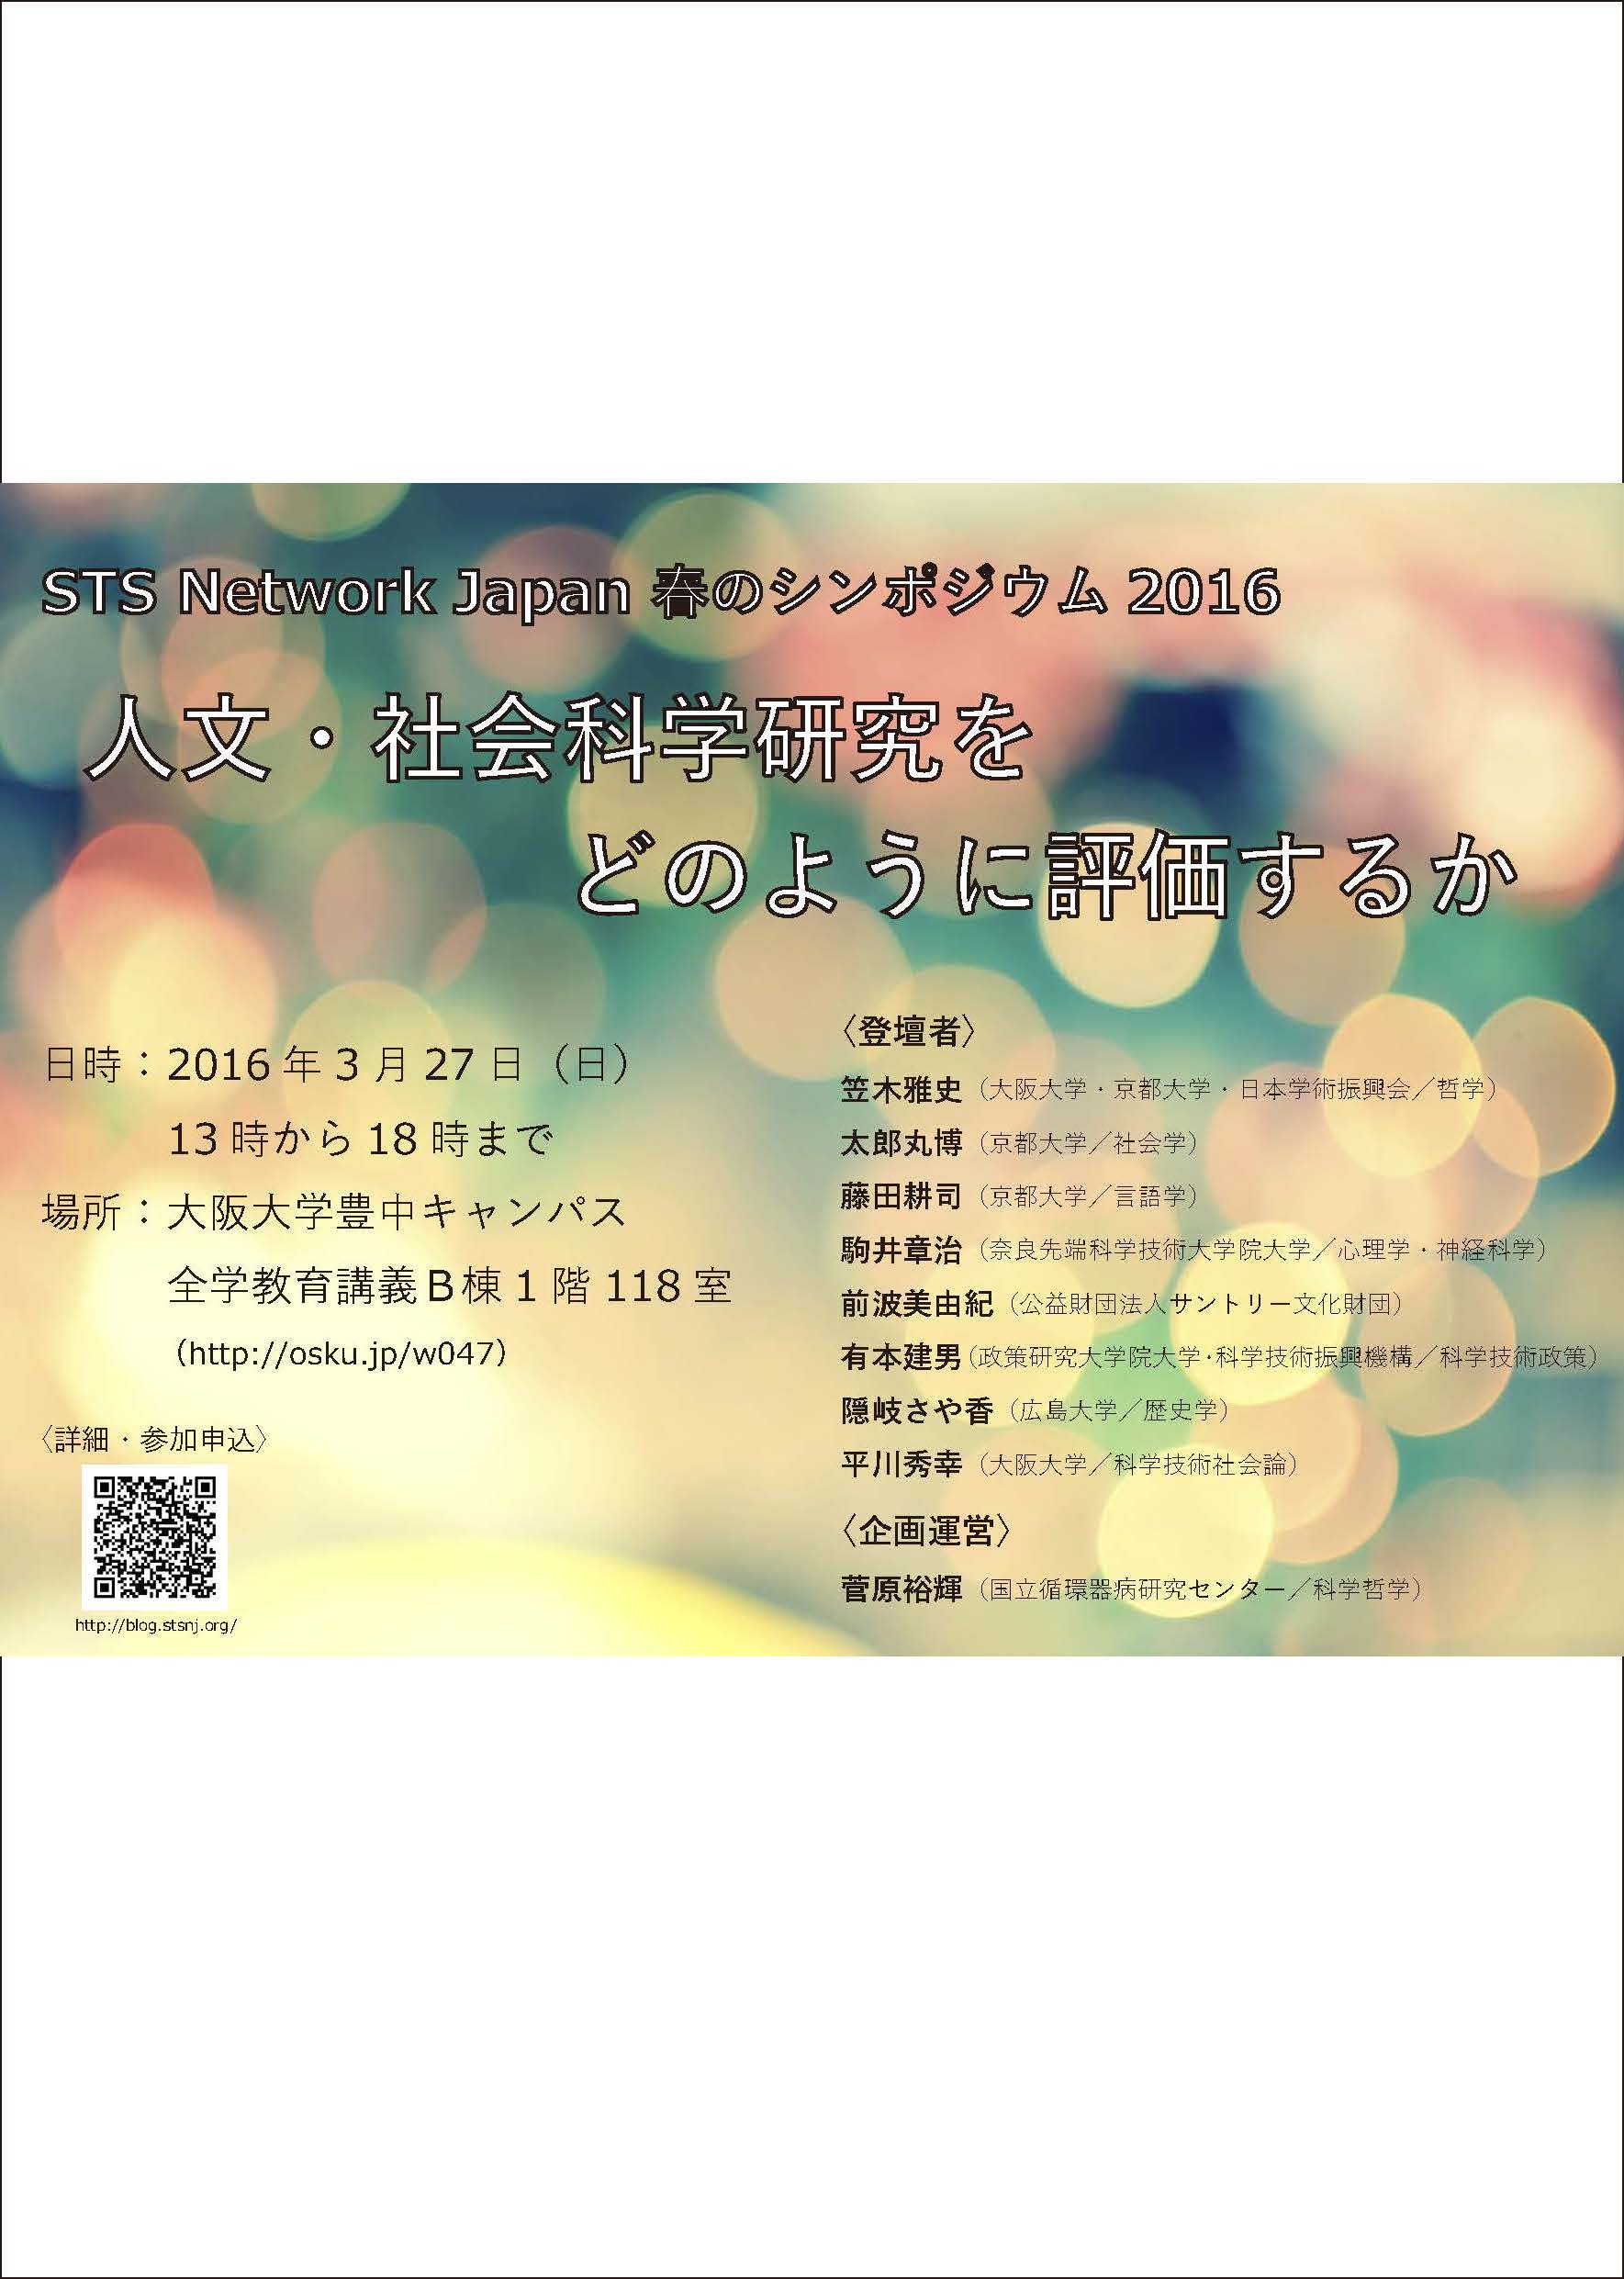 STS Network Japan 春のシンポジウム 2016
人文・社会科学研究を
どのように評価するか
日時：2016 年 3 月 27 日（日）
13 時から 18 時まで
場所：大阪大学豊中キャンパス
全学教育講義B棟 1 階 118 室
（http://osku.jp/w047）
〈詳細・参加申込〉
http://blog.stsnj.org/
〈登壇者〉
笠木雅史（大阪大学・京都大学・日本学術振興会／哲学）
太郎丸博（京都大学／社会学）
藤田耕司（京都大学／言語学）
駒井章治（奈良先端科学技術大学院大学／心理学・神経科学）
前波美由紀（公益財団法人サントリー文化財団）
有本建男（政策研究大学院大学・科学技術振興機構／科学技術政策）
隠岐さや香（広島大学／歴史学）
平川秀幸（大阪大学／科学技術社会論）
〈企画運営〉
菅原裕輝（国立循環器病研究センター／科学哲学）